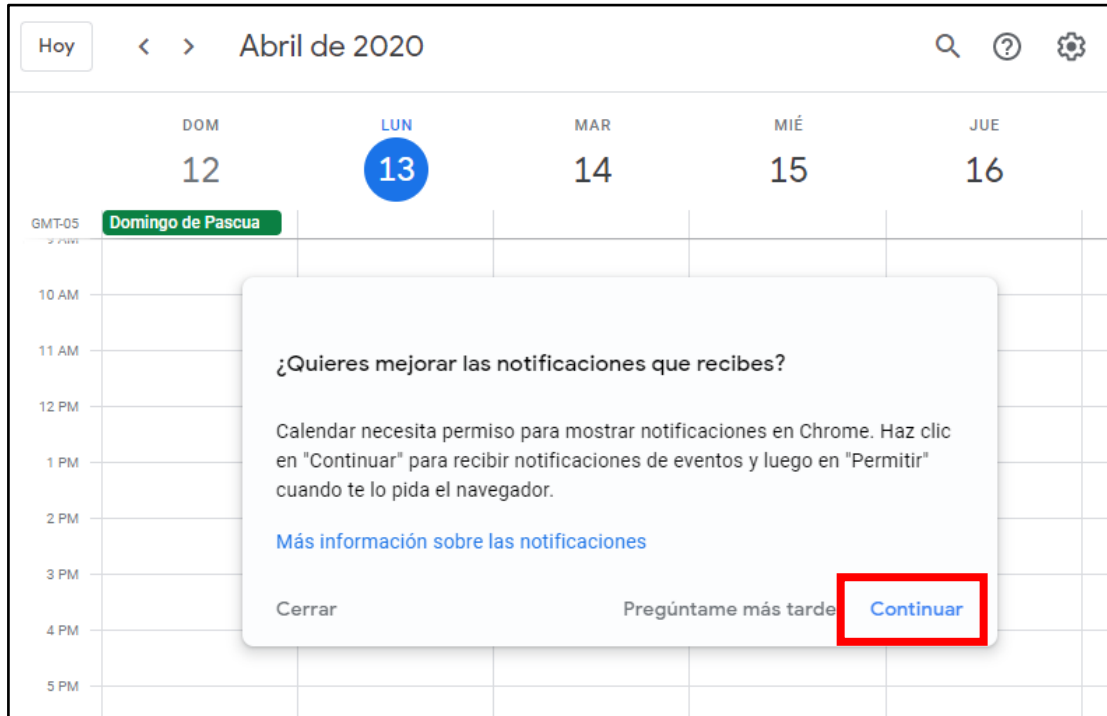 Hoy
Abril de 2020
DOM LUN MAR MIÉ JUE
12 13 14 15 16
GMT-05 Domingo de Pascua
9 AM
10 AM
11 AM
12 PM
1 PM
2 PM
3 PM
4 PM
5 PM
¿Quieres mejorar las notificaciones que recibes?
Calendar necesita permiso para mostrar notificaciones en Chrome. Haz clic
en "Continuar" para recibir notificaciones de eventos y luego en "Permitir"
cuando te lo pida el navegador.
Más información sobre las notificaciones
Cerrar Pregúntame más tarde Continuar